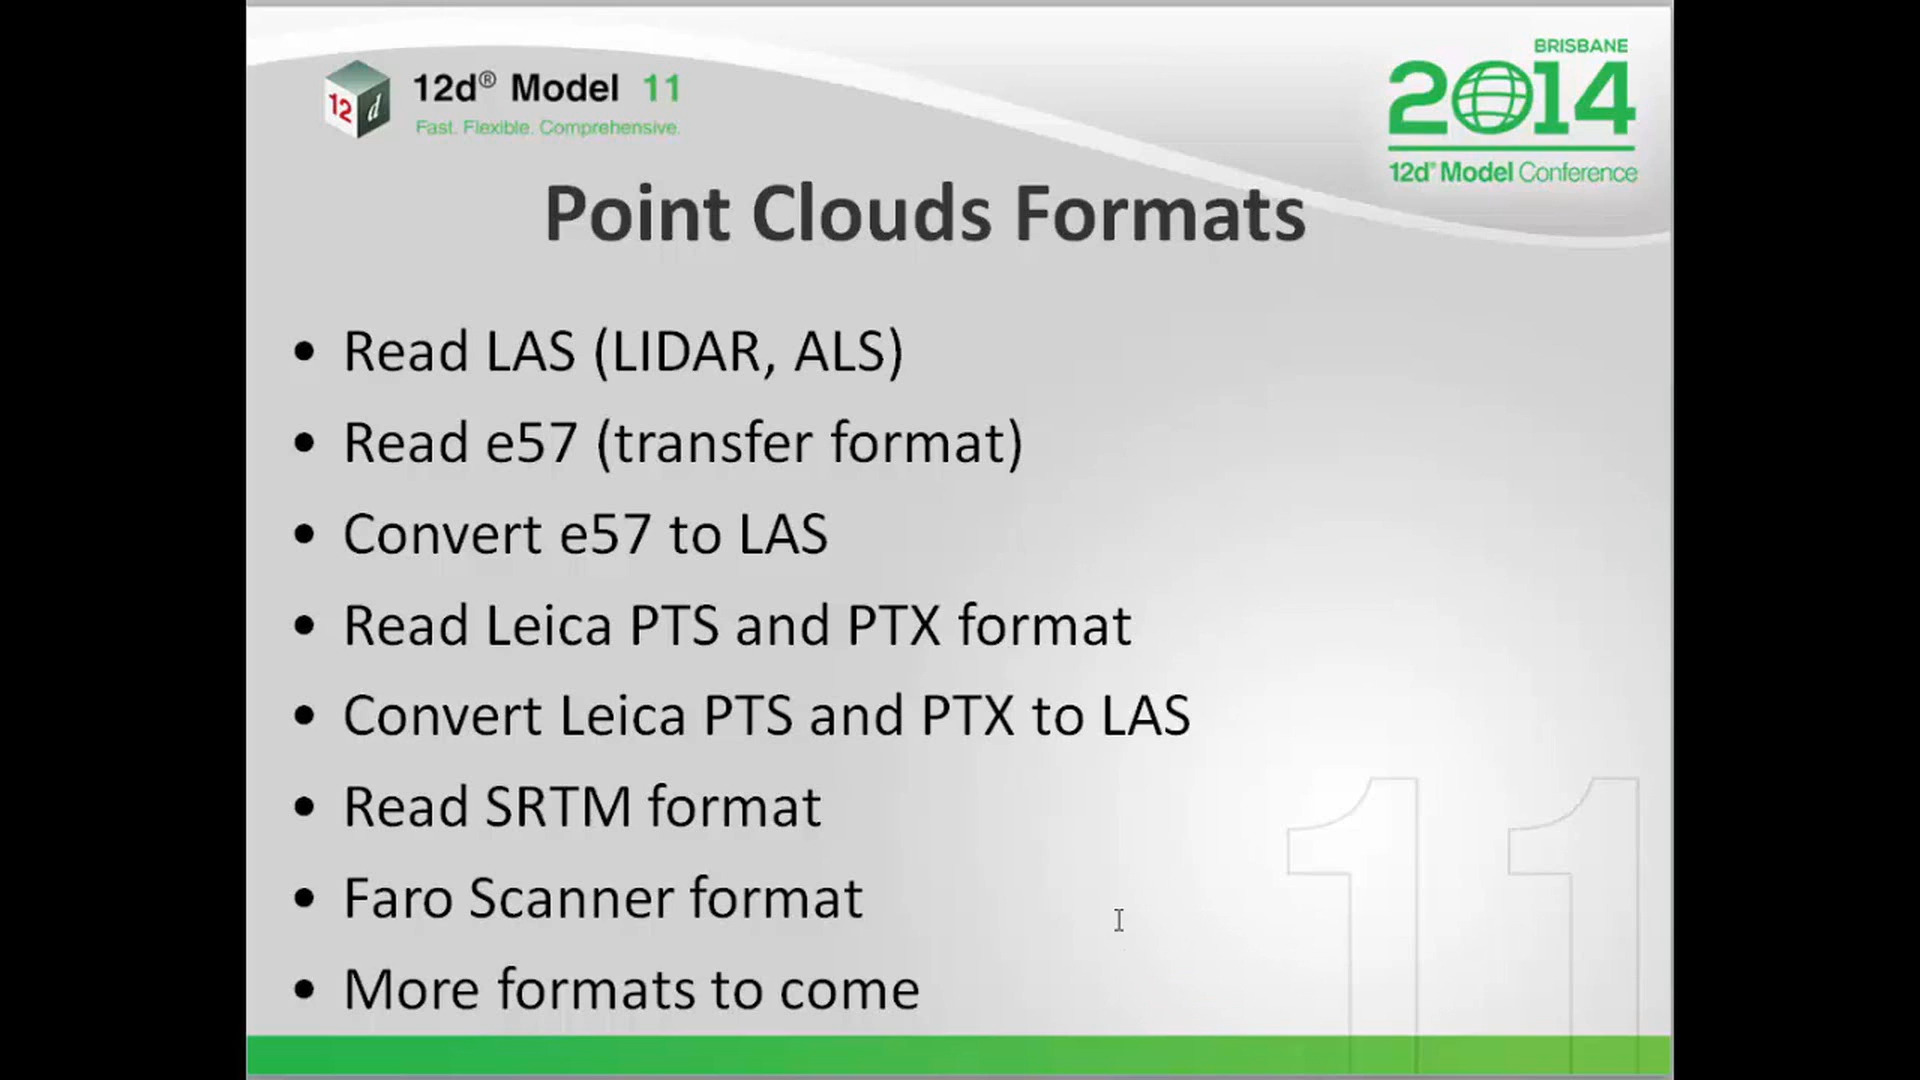 BRISBANE
2014
12d® Model Conference
12 d
12d® Model 11
Fast. Flexible. Comprehensive.
Point Clouds Formats
• Read LAS (LIDAR, ALS)
• Read e57 (transfer format)
• Convert e57 to LAS
• Read Leica PTS and PTX format
• Convert Leica PTS and PTX to LAS
• Read SRTM format
• Faro Scanner format
• More formats to come
11